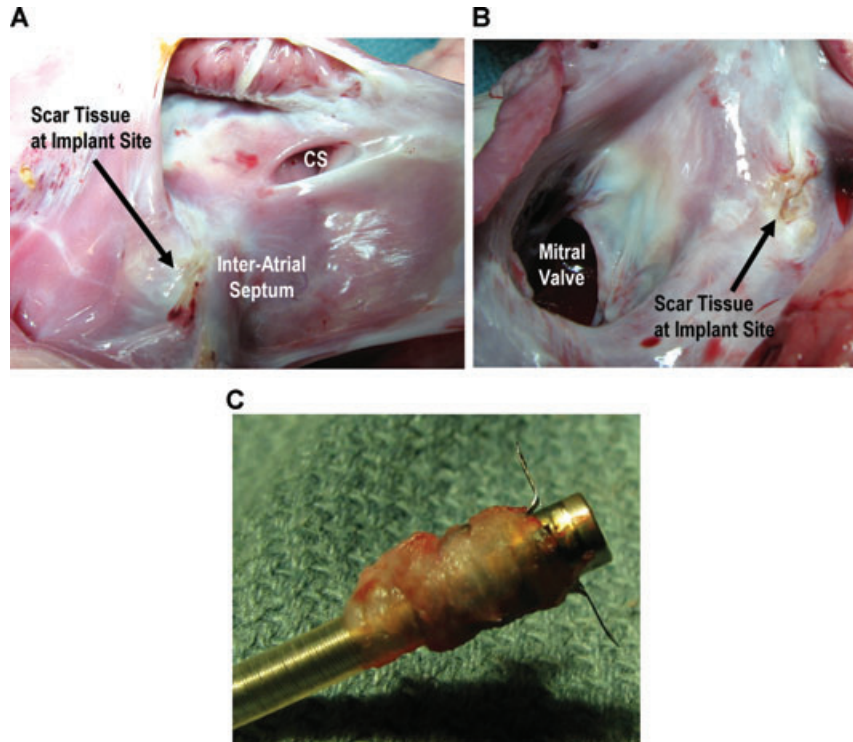 A
Scar Tissue
at Implant Site
CS
Inter-Atrial
Septum
B
Mitral
Valve
Scar Tissue
at Implant Site
C